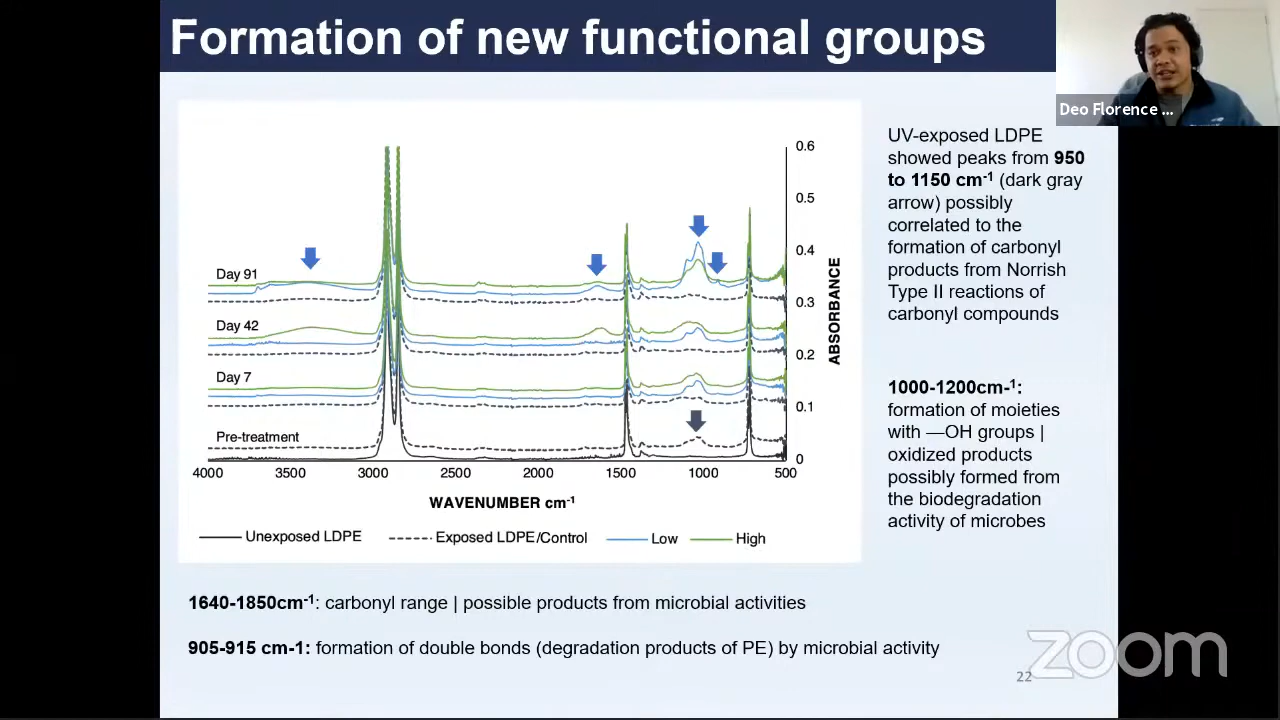 Formation of new functional groups
Deo Florence ...
UV-exposed LDPE
showed peaks from 950
to 1150 cm-1 (dark gray
arrow) possibly
correlated to the
formation of carbonyl
products from Norrish
Type II reactions of
carbonyl compounds
1000-1200cm-1:
formation of moieties
with —OH groups |
oxidized products
possibly formed from
the biodegradation
activity of microbes
0.6
0.5
0.4
0.3
0.2
0.1
0
ABSORBANCE
Day 91
Day 42
Day 7
Pre-treatment
4000 3500 3000 2500 2000 1500 1000 500
WAVENUMBER cm-1
Unexposed LDPE Exposed LDPE/Control Low High
1640-1850cm-1: carbonyl range | possible products from microbial activities
905-915 cm-1: formation of double bonds (degradation products of PE) by microbial activity
zoom
22